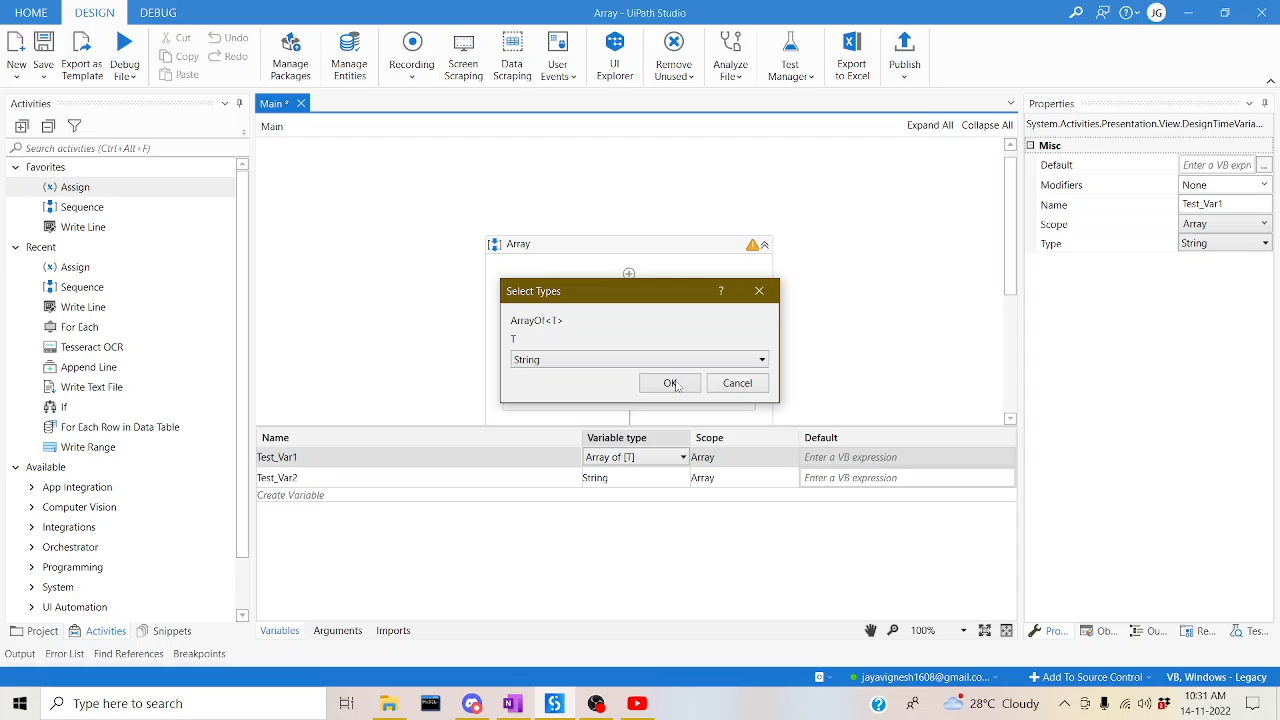 HOME DESIGN DEBUG Array - UiPath Studio JG
New Save Export as Template Debug File Cut Copy Paste Undo Redo Manage Packages Manage Entities Recording Screen Scraping Data Scraping User Events UI Explorer Remove Unused Analyze File Test Manager Export to Excel Publish
Activities
Search activities (Ctrl+Alt+F)
Favorites
Assign
Sequence
Write Line
Recent
Assign
Sequence
Write Line
For Each
Tesseract OCR
Append Line
Write Text File
If
For Each Row in Data Table
Write Range
Available
App Integration
Computer Vision
Integrations
Orchestrator
Programming
System
UI Automation
Project Activities Snippets
Main *
Main Expand All Collapse All
Array
Select Types ?
ArrayOf<T>
T
String
OK Cancel
Name Variable type Scope Default
Test_Var1 Array of [T] Array Enter a VB expression
Test_Var2 String Array Enter a VB expression
Create Variable
Variables Arguments Imports 100%
Properties
System.Activities.Presentation.View.DesignTimeVaria...
Misc
Default Enter a VB expr ...
Modifiers None
Name Test_Var1
Scope Array
Type String
Pro... Ob... Ou... Re... Tes...
Output Error List Find References Breakpoints
jayavignesh1608@gmail.co... Add To Source Control VB, Windows - Legacy
Type here to search 28°C Cloudy 10:31 AM
14-11-2022